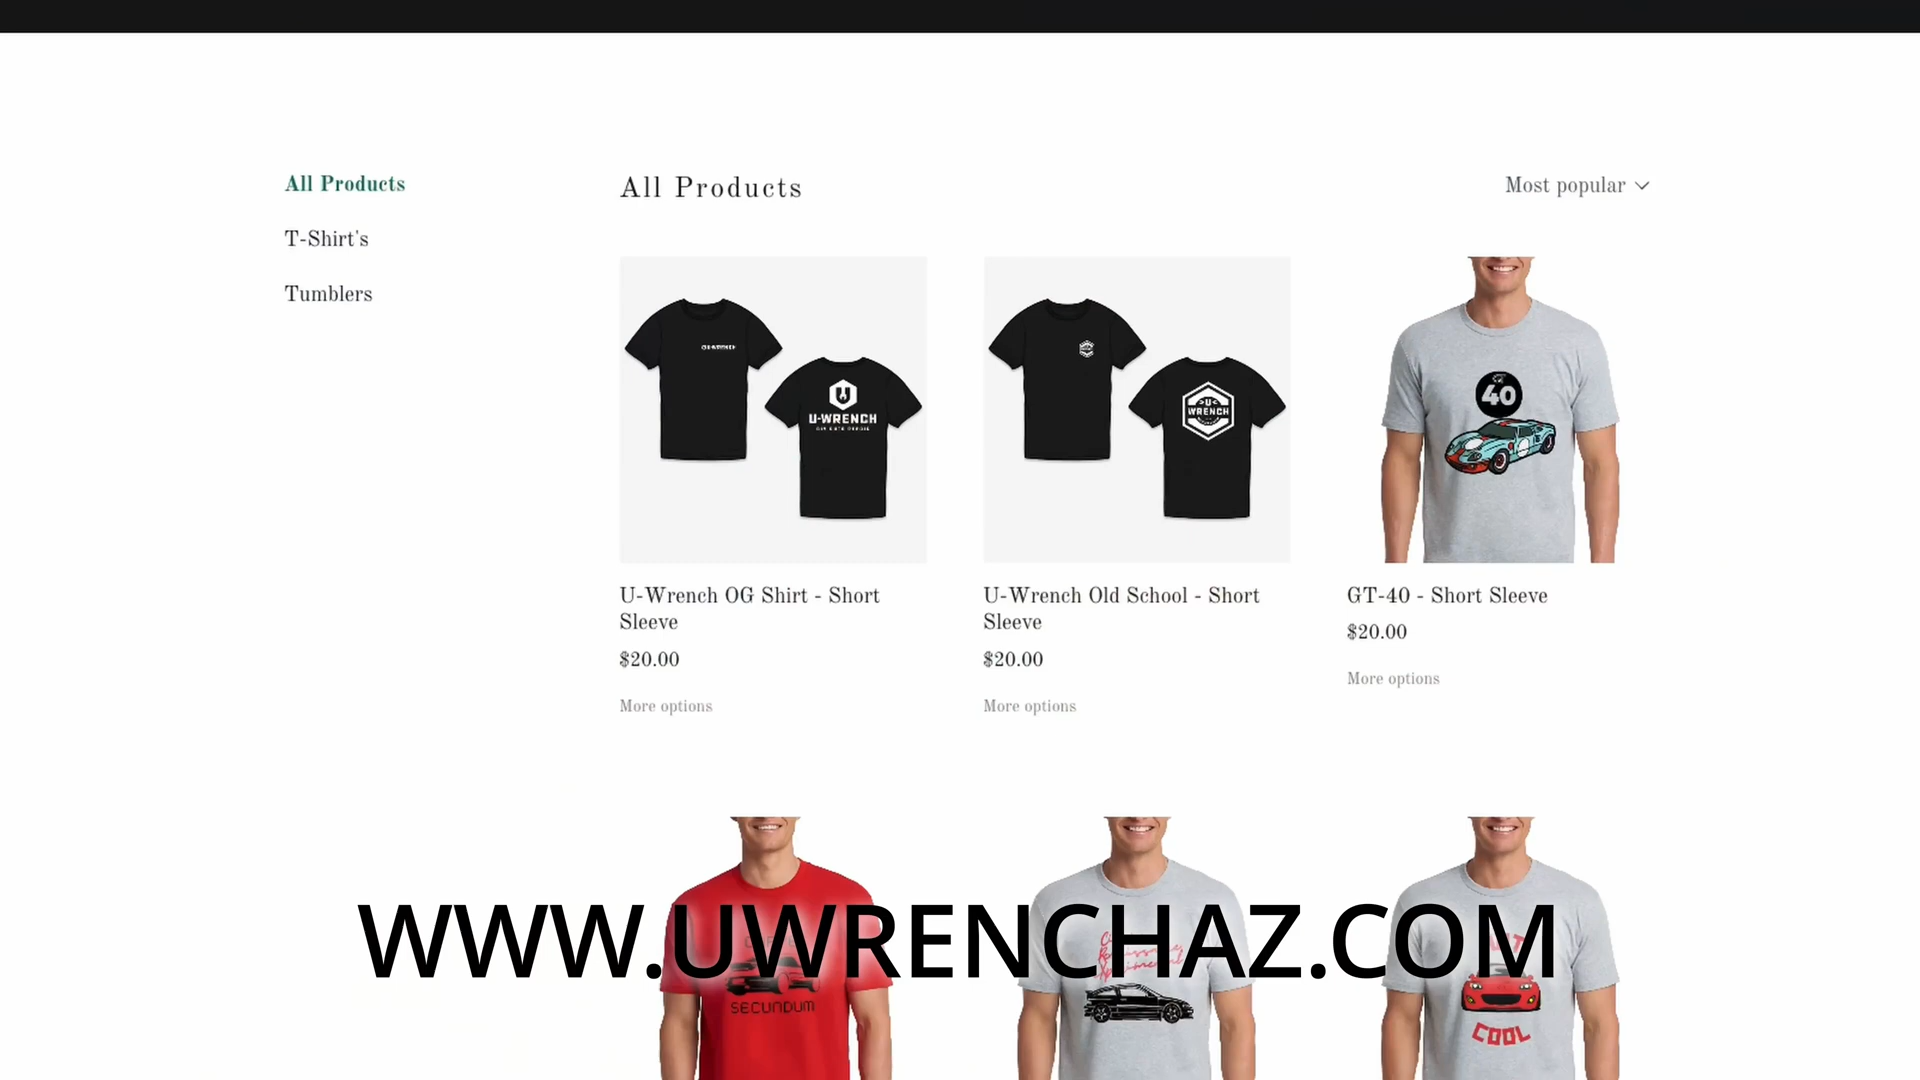 All Products
T-Shirt's
Tumblers
All Products
Most popular
U-WRENCH
U-WRENCH
U
WRENCH
40
U-Wrench OG Shirt - Short
Sleeve
$20.00
More options
U-Wrench Old School - Short
Sleeve
$20.00
More options
GT-40 - Short Sleeve
$20.00
More options
WWW.UWRENCHAZ.COM
SECUNDUM
COOL